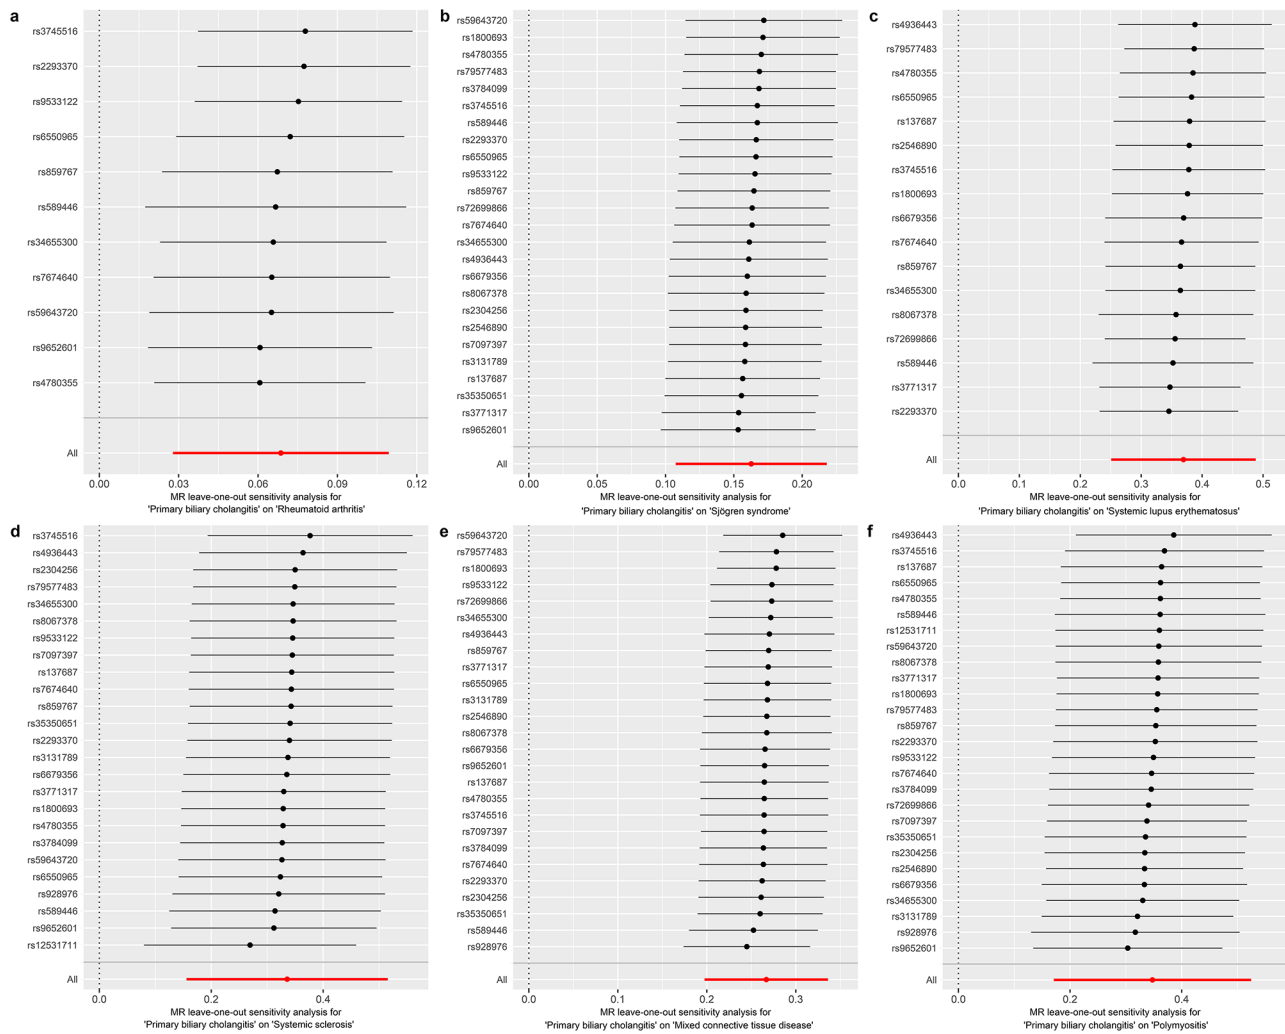 a
rs3745516
rs2293370
rs9533122
rs6550965
rs859767
rs589446
rs34655300
rs7674640
rs59643720
rs9652601
rs4780355
All
0.00 0.03 0.06 0.09 0.12
MR leave-one-out sensitivity analysis for
'Primary biliary cholangitis' on 'Rheumatoid arthritis'
b
rs59643720
rs1800693
rs4780355
rs79577483
rs3784099
rs3745516
rs589446
rs2293370
rs6550965
rs9533122
rs859767
rs72699866
rs7674640
rs34655300
rs4936443
rs6679356
rs8067378
rs2304256
rs2546890
rs7097397
rs3131789
rs137687
rs35350651
rs3771317
rs9652601
All
0.00 0.05 0.10 0.15 0.20
MR leave-one-out sensitivity analysis for
'Primary biliary cholangitis' on 'Sjögren syndrome'
c
rs4936443
rs79577483
rs4780355
rs6550965
rs137687
rs2546890
rs3745516
rs1800693
rs6679356
rs7674640
rs859767
rs34655300
rs8067378
rs72699866
rs589446
rs3771317
rs2293370
All
0.0 0.1 0.2 0.3 0.4 0.5
MR leave-one-out sensitivity analysis for
'Primary biliary cholangitis' on 'Systemic lupus erythematosus'
d
rs3745516
rs4936443
rs2304256
rs79577483
rs34655300
rs8067378
rs9533122
rs7097397
rs137687
rs7674640
rs859767
rs35350651
rs2293370
rs3131789
rs6679356
rs3771317
rs1800693
rs4780355
rs3784099
rs59643720
rs6550965
rs928976
rs589446
rs9652601
rs12531711
All
0.0 0.2 0.4
MR leave-one-out sensitivity analysis for
'Primary biliary cholangitis' on 'Systemic sclerosis'
e
rs59643720
rs79577483
rs1800693
rs9533122
rs72699866
rs34655300
rs4936443
rs859767
rs3771317
rs6550965
rs3131789
rs2546890
rs8067378
rs6679356
rs9652601
rs137687
rs4780355
rs3745516
rs7097397
rs3784099
rs7674640
rs2293370
rs2304256
rs35350651
rs589446
rs928976
All
0.0 0.1 0.2 0.3
MR leave-one-out sensitivity analysis for
'Primary biliary cholangitis' on 'Mixed connective tissue disease'
f
rs4936443
rs3745516
rs137687
rs6550965
rs4780355
rs589446
rs12531711
rs59643720
rs8067378
rs3771317
rs1800693
rs79577483
rs859767
rs2293370
rs9533122
rs7674640
rs3784099
rs72699866
rs7097397
rs35350651
rs2304256
rs2546890
rs6679356
rs34655300
rs3131789
rs928976
rs9652601
All
0.0 0.2 0.4
MR leave-one-out sensitivity analysis for
'Primary biliary cholangitis' on 'Polymyositis'